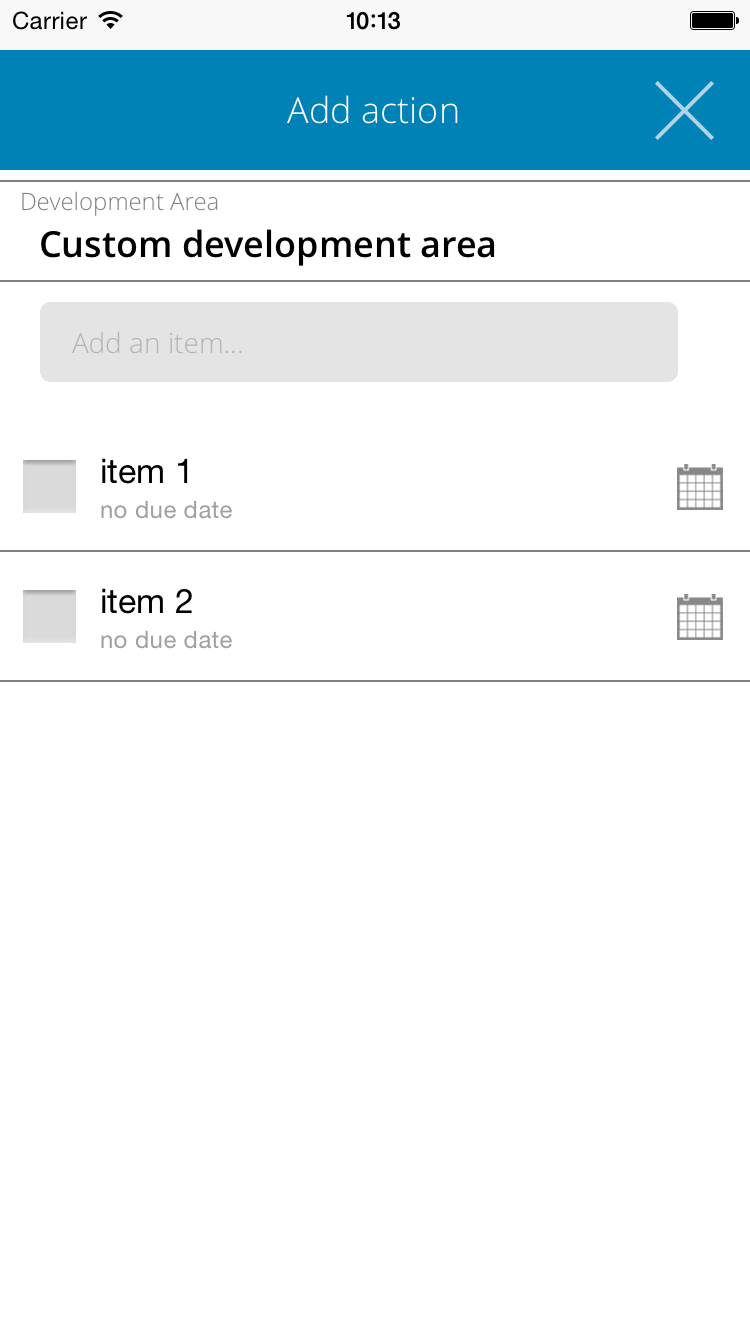 Carrier 10:13
Add action
Development Area
Custom development area
Add an item...
item 1
no due date
item 2
no due date